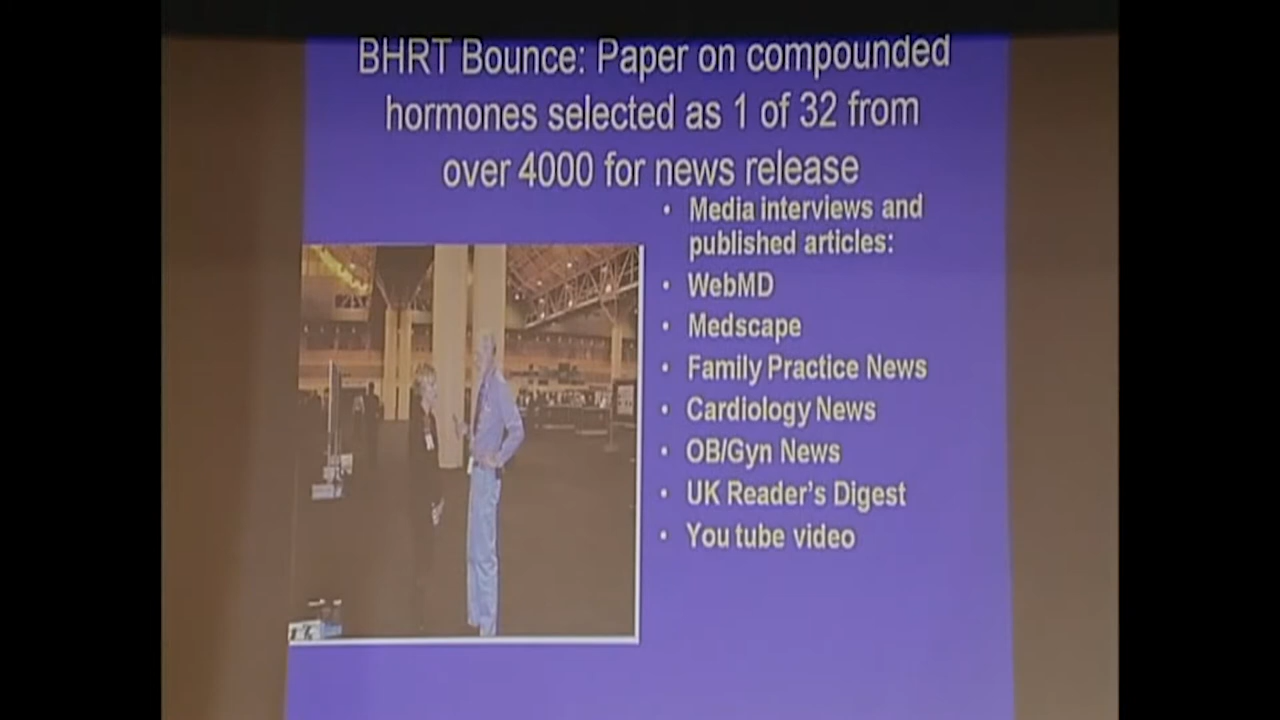 BHRT Bounce: Paper on compounded
hormones selected as 1 of 32 from
over 4000 for news release
• Media interviews and
published articles:
• WebMD
• Medscape
• Family Practice News
• Cardiology News
• OB/Gyn News
• UK Reader's Digest
• You tube video